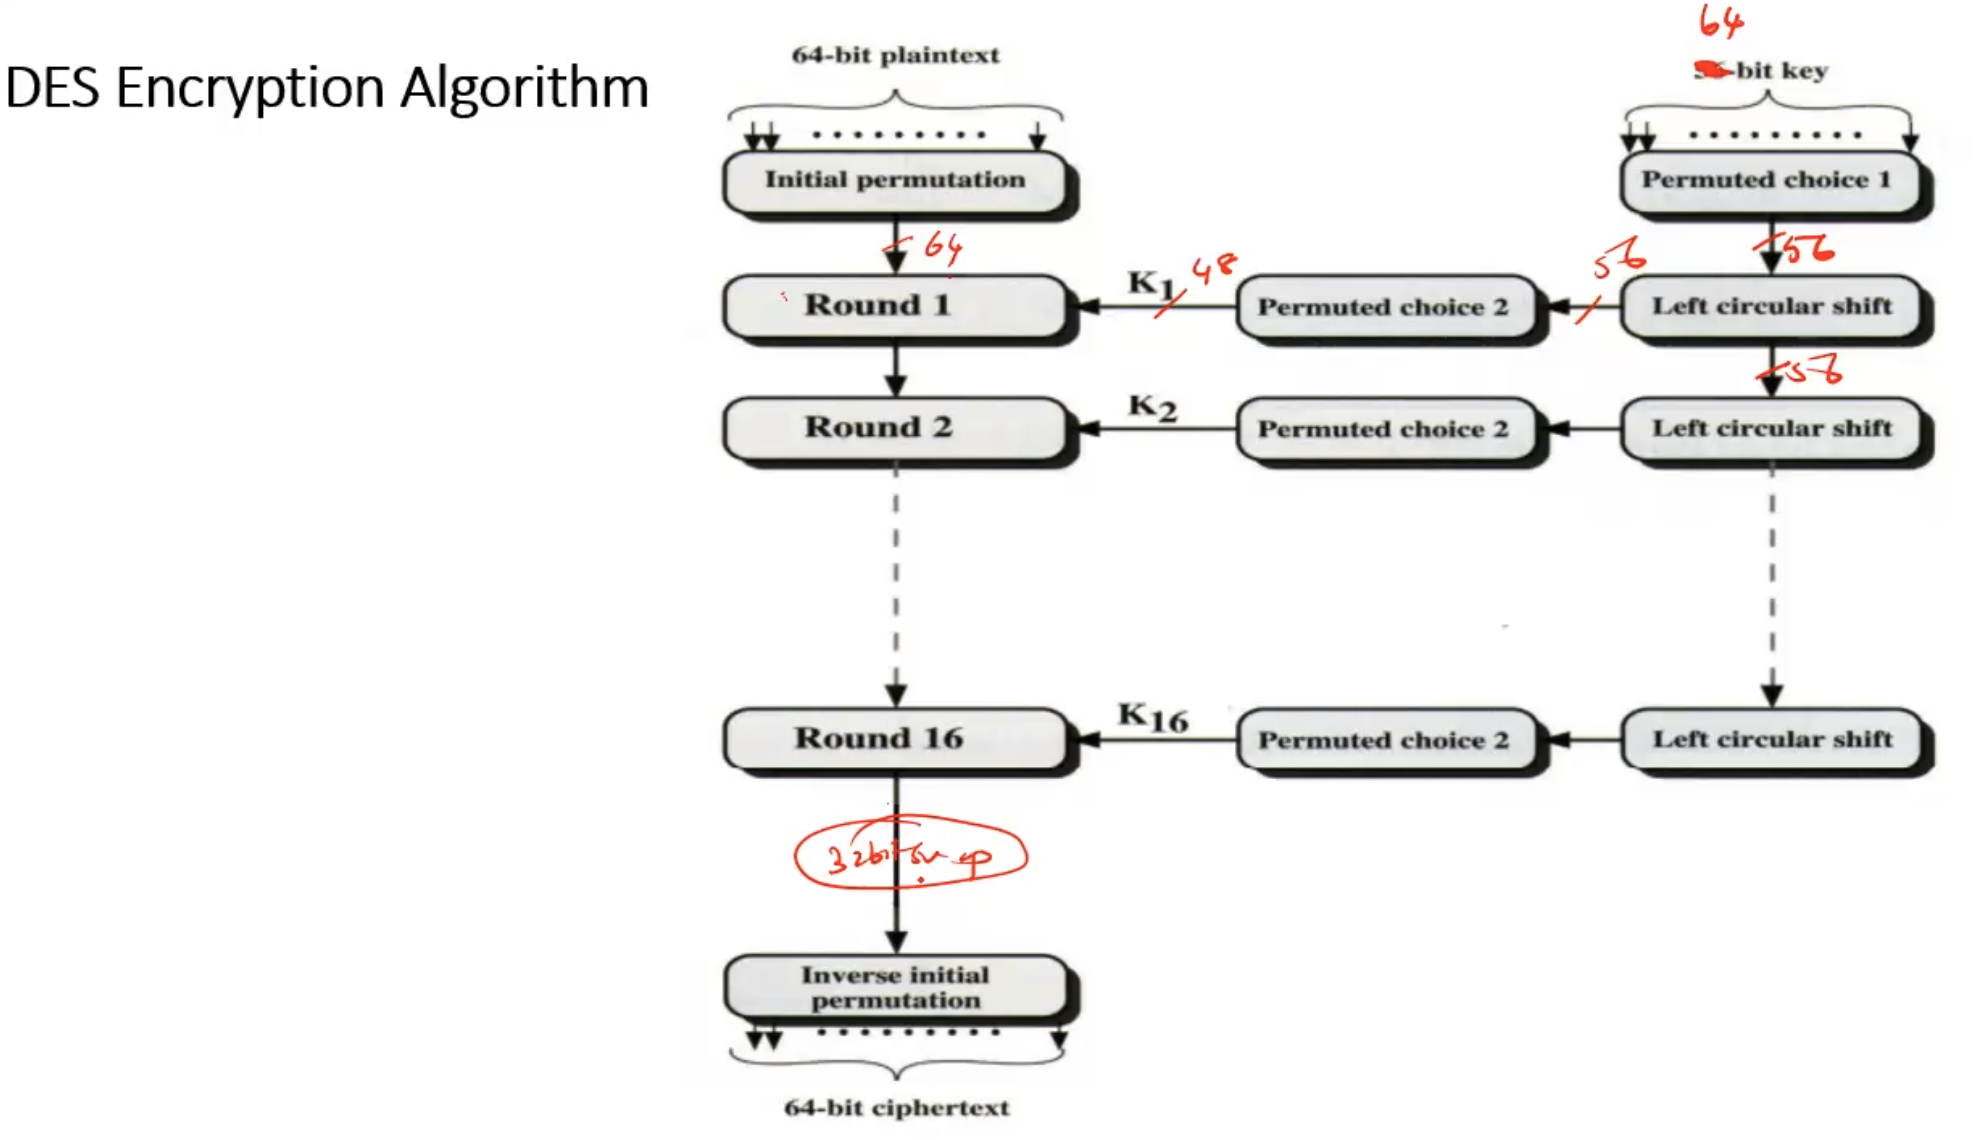 DES Encryption Algorithm
64-bit plaintext
64
-bit key
Initial permutation
Permuted choice 1
64
56
Round 1
K1
48
Permuted choice 2
56
Left circular shift
56
Round 2
K2
Permuted choice 2
Left circular shift
Round 16
K16
Permuted choice 2
Left circular shift
32bit swap
Inverse initial
permutation
64-bit ciphertext